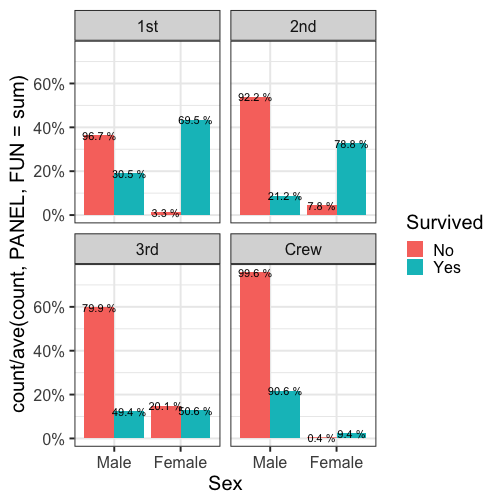 1st
2nd
60%
40%
20%
0%
96.7 %
30.5 %
3.3 %
69.5 %
92.2 %
21.2 %
7.8 %
78.8 %
3rd
Crew
60%
40%
20%
0%
79.9 %
49.4 %
20.1 %
50.6 %
99.6 %
90.6 %
0.4 %
9.4 %
Male
Female
Male
Female
Sex
count/ave(count, PANEL, FUN = sum)
Survived
No
Yes